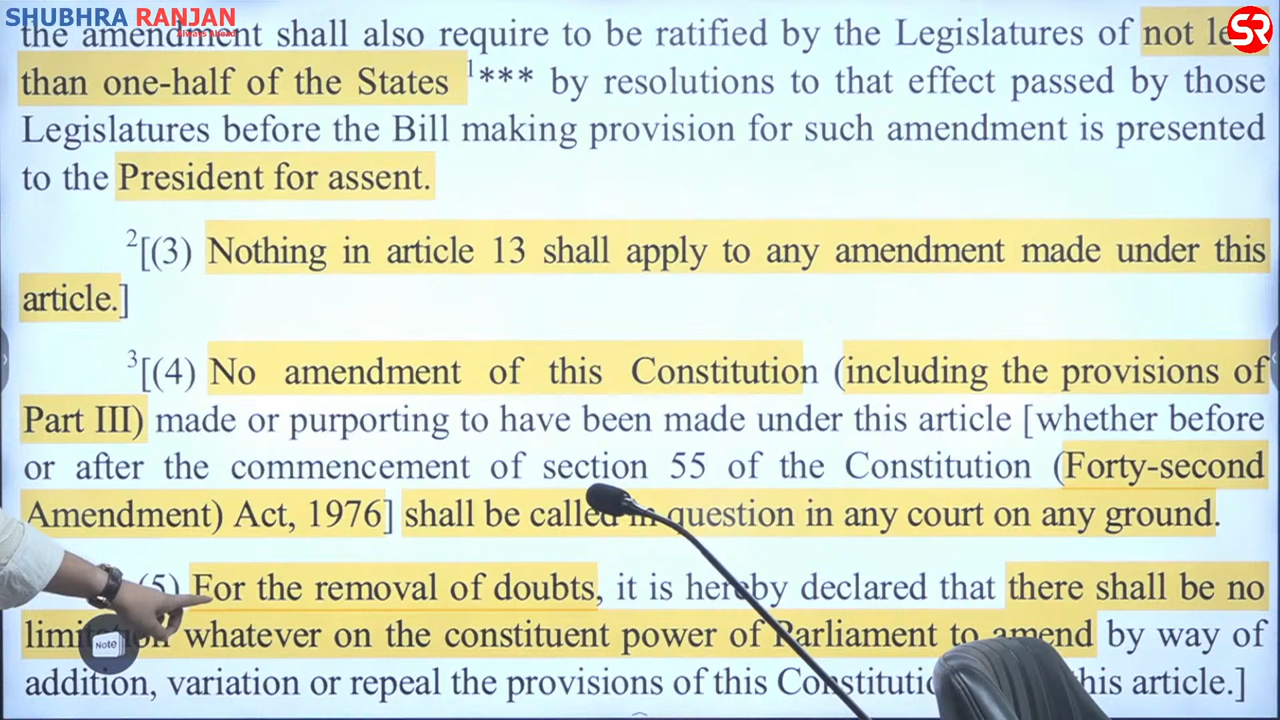 SHUBHRA RANJAN
Always Ahead
SR
the amendment shall also require to be ratified by the Legislatures of not
than one-half of the States 1*** by resolutions to that effect passed by those
Legislatures before the Bill making provision for such amendment is presented
to the President for assent.
2[(3) Nothing in article 13 shall apply to any amendment made under this
article.]
3[(4) No amendment of this Constitution (including the provisions of
Part III) made or purporting to have been made under this article [whether before
or after the commencement of section 55 of the Constitution (Forty-second
Amendment) Act, 1976] shall be called in question in any court on any ground.
(5) For the removal of doubts, it is hereby declared that there shall be no
limitation whatever on the constituent power of Parliament to amend by way of
Note
addition, variation or repeal the provisions of this this article.]